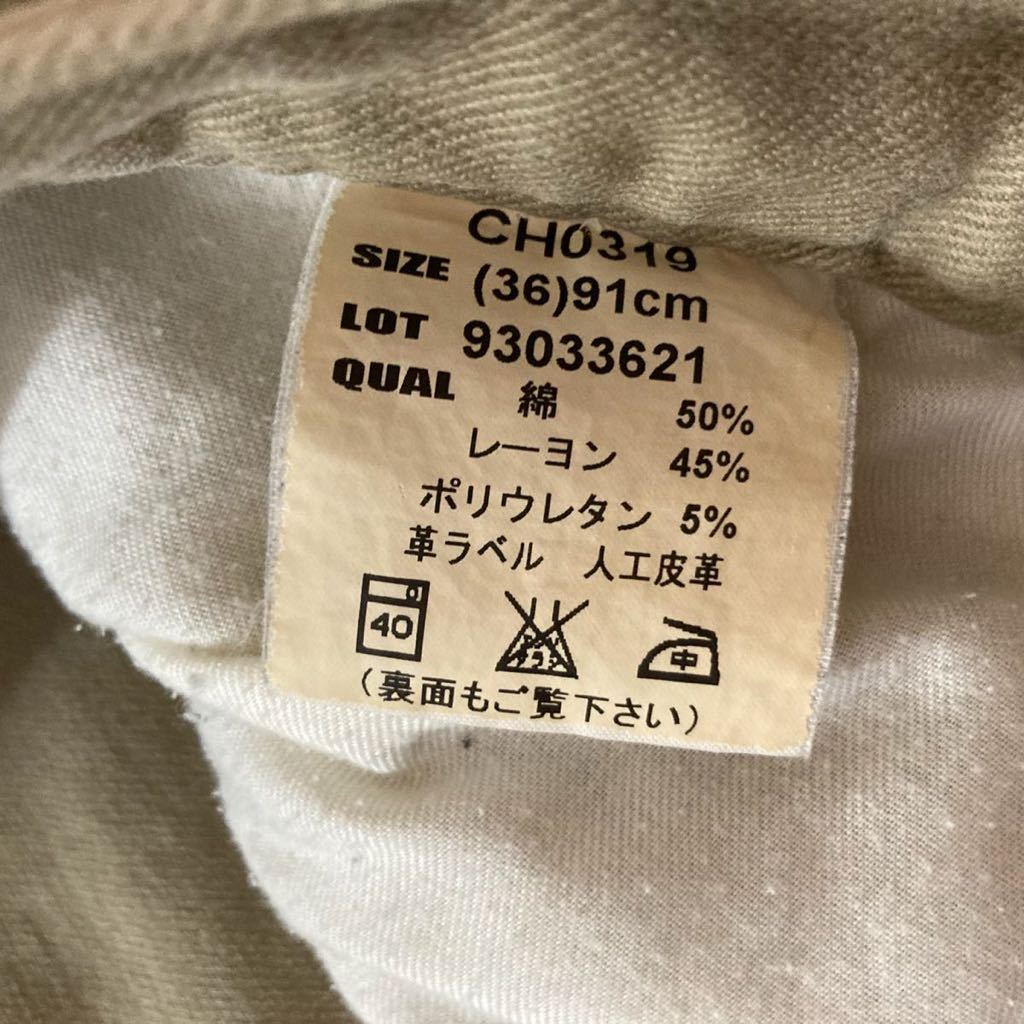 CH0319
SIZE (36)91cm
LOT 93033621
QUAL 綿 50%
レーヨン 45%
ポリウレタン 5%
革ラベル 人工皮革
40 中
(裏面もご覧下さい)